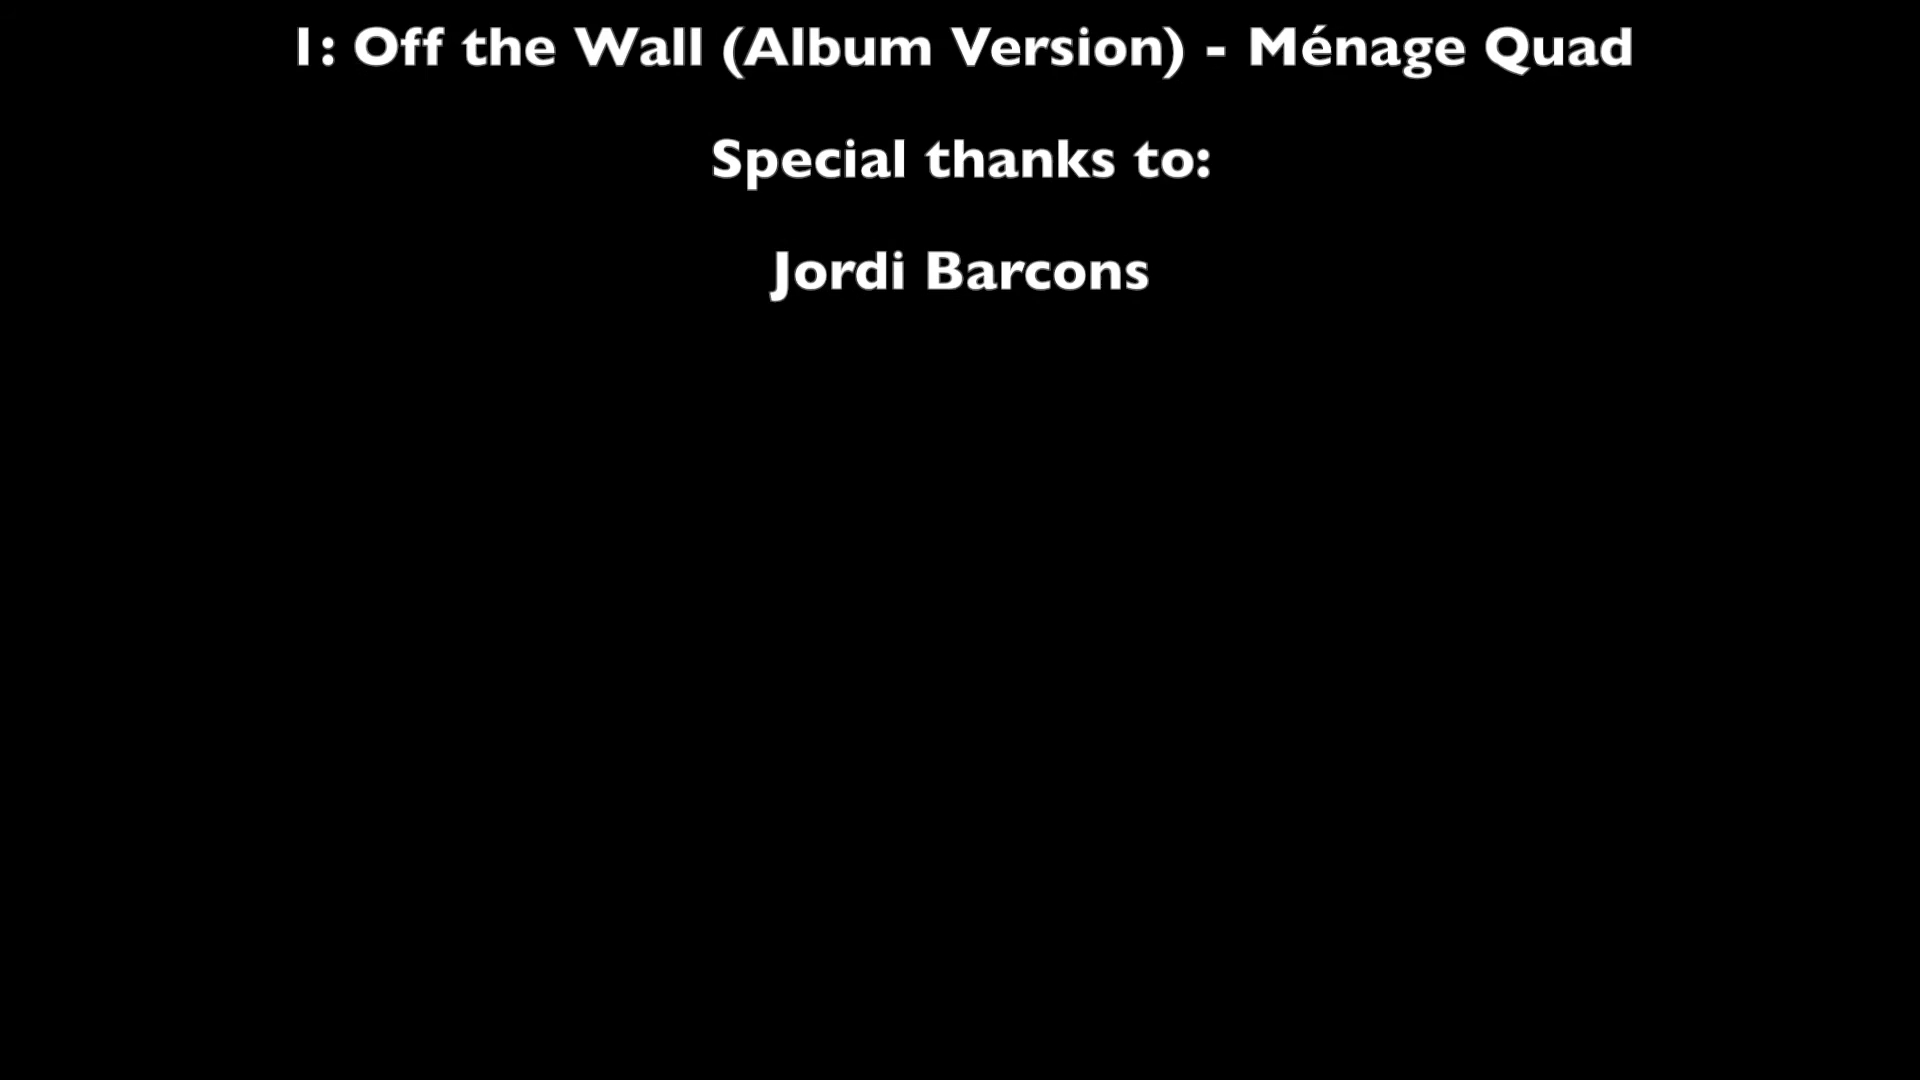 1: Off the Wall (Album Version) - Ménage Quad
Special thanks to:
Jordi Barcons